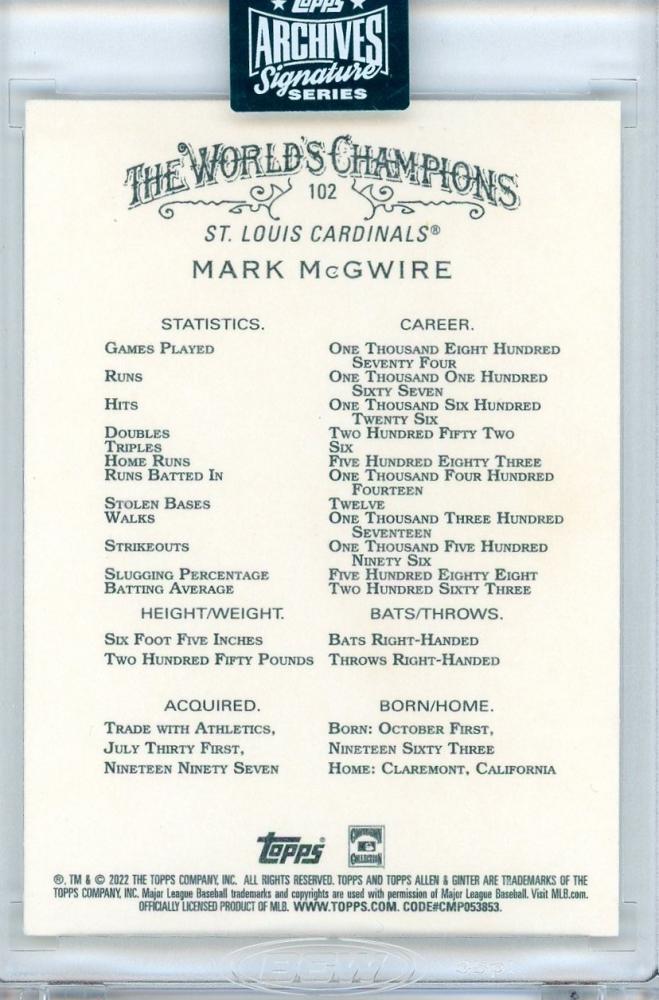 Topps
ARCHIVES
Signature
SERIES
THE WORLD'S CHAMPIONS
102
ST. LOUIS CARDINALS®
MARK McGWIRE
STATISTICS. CAREER.
GAMES PLAYED ONE THOUSAND EIGHT HUNDRED
SEVENTY FOUR
RUNS ONE THOUSAND ONE HUNDRED
SIXTY SEVEN
HITS ONE THOUSAND SIX HUNDRED
TWENTY SIX
DOUBLES TWO HUNDRED FIFTY TWO
TRIPLES SIX
HOME RUNS FIVE HUNDRED EIGHTY THREE
RUNS BATTED IN ONE THOUSAND FOUR HUNDRED
FOURTEEN
STOLEN BASES TWELVE
WALKS ONE THOUSAND THREE HUNDRED
SEVENTEEN
STRIKEOUTS ONE THOUSAND FIVE HUNDRED
NINETY SIX
SLUGGING PERCENTAGE FIVE HUNDRED EIGHTY EIGHT
BATTING AVERAGE TWO HUNDRED SIXTY THREE
HEIGHT/WEIGHT. BATS/THROWS.
SIX FOOT FIVE INCHES BATS RIGHT-HANDED
TWO HUNDRED FIFTY POUNDS THROWS RIGHT-HANDED
ACQUIRED. BORN/HOME.
TRADE WITH ATHLETICS, BORN: OCTOBER FIRST,
JULY THIRTY FIRST, NINETEEN SIXTY THREE
NINETEEN NINETY SEVEN HOME: CLAREMONT, CALIFORNIA
Topps® COOPERSTOWN
COLLECTION
®, TM & © 2022 THE TOPPS COMPANY, INC. ALL RIGHTS RESERVED. TOPPS AND TOPPS ALLEN & GINTER ARE TRADEMARKS OF THE
TOPPS COMPANY, INC. Major League Baseball trademarks and copyrights are used with permission of Major League Baseball. Visit MLB.com.
OFFICIALLY LICENSED PRODUCT OF MLB. WWW.TOPPS.COM. CODE#CMP053853.
BCW